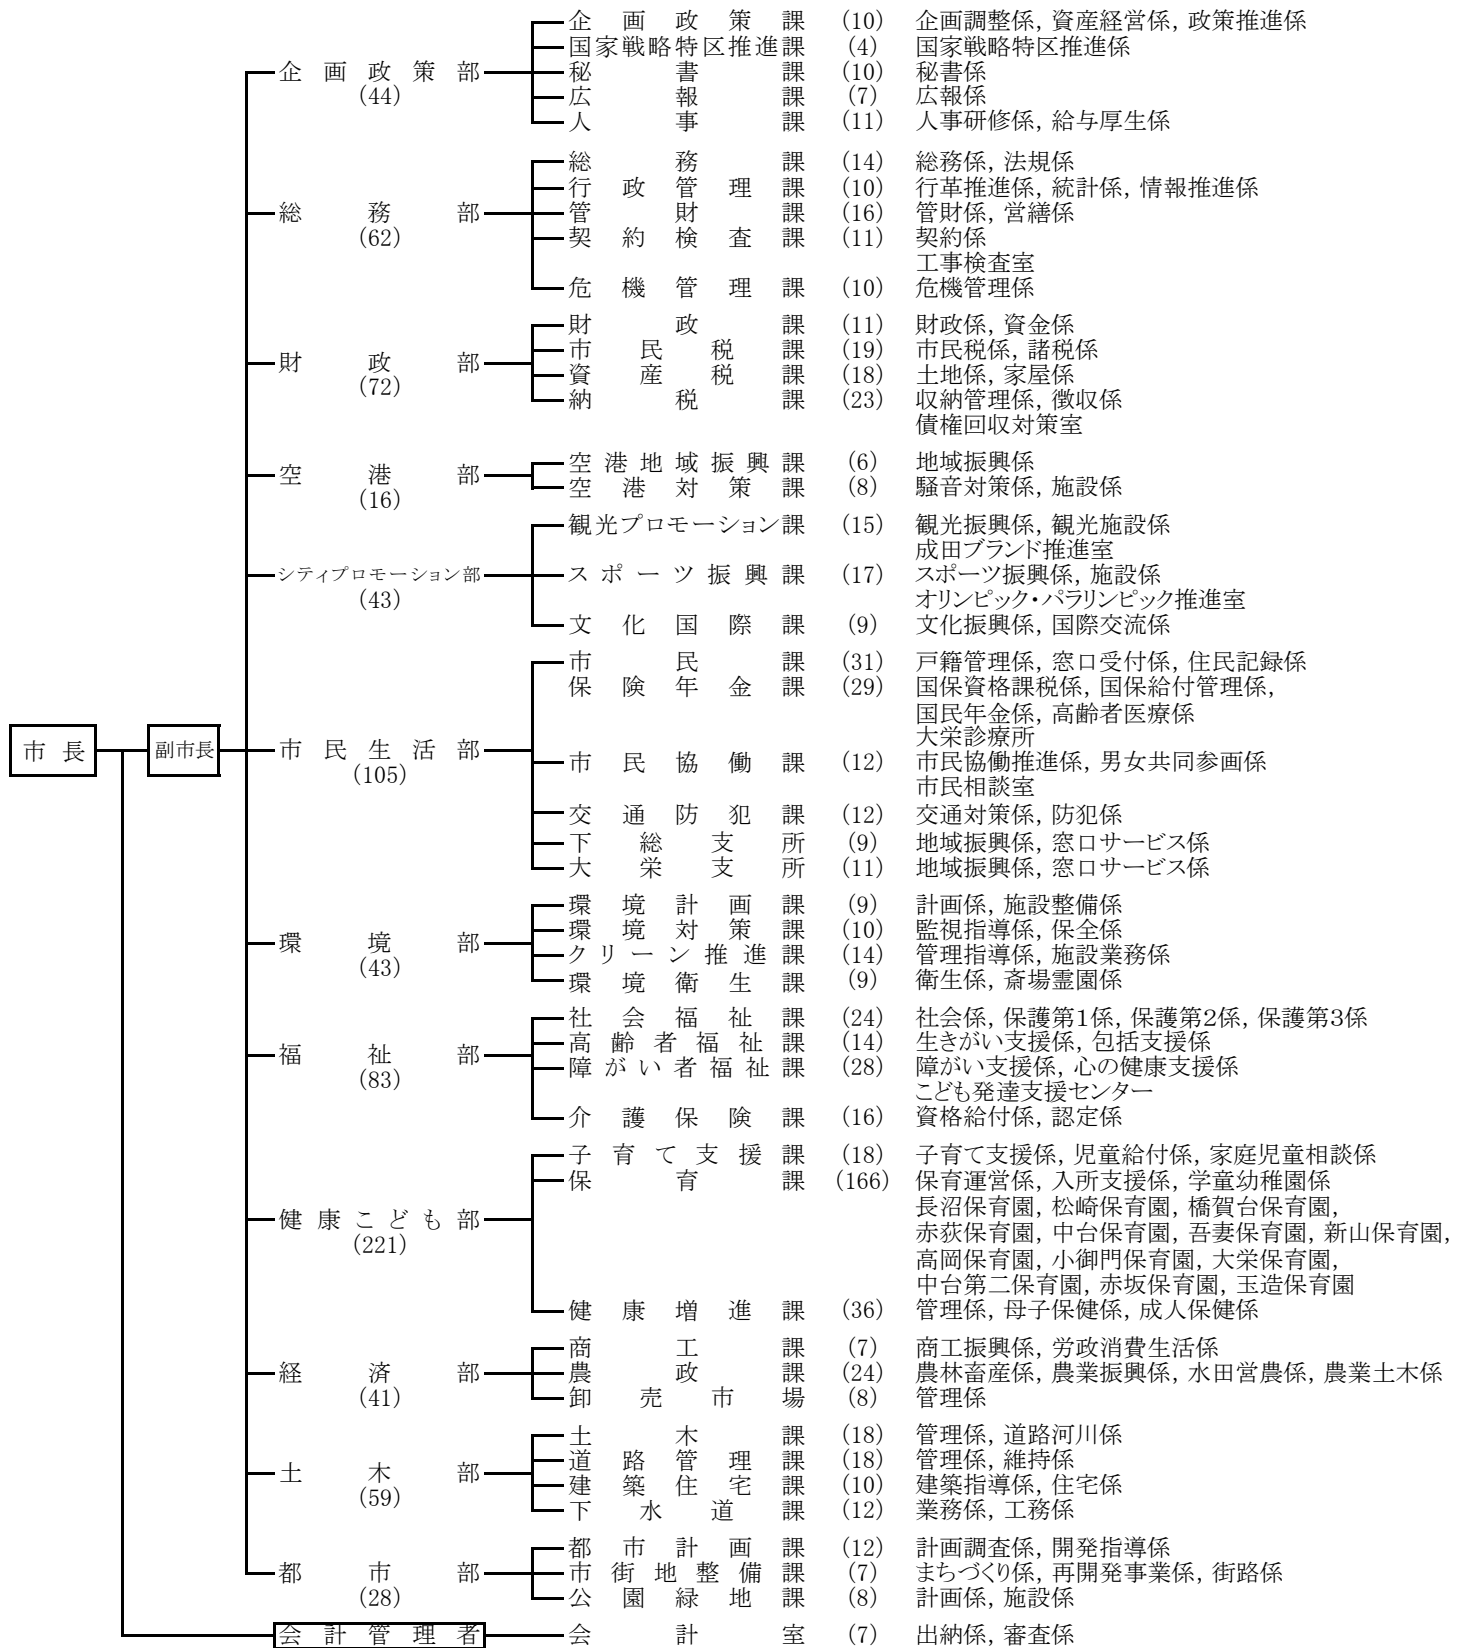 企画政策課 (10) 企画調整係, 資産経営係, 政策推進係
国家戦略特区推進課 (4) 国家戦略特区推進係
企画政策部 秘書課 (10) 秘書係
(44) 広報課 (7) 広報係
人事課 (11) 人事研修係, 給与厚生係
総務課 (14) 総務係, 法規係
行政管理課 (10) 行革推進係, 統計係, 情報推進係
総務部 管財課 (16) 管財係, 営繕係
(62) 契約検査課 (11) 契約係
工事検査室
危機管理課 (10) 危機管理係
財政課 (11) 財政係, 資金係
財政部 市民税課 (19) 市民税係, 諸税係
(72) 資産税課 (18) 土地係, 家屋係
納税課 (23) 収納管理係, 徴収係
債権回収対策室
空港部 空港地域振興課 (6) 地域振興係
(16) 空港対策課 (8) 騒音対策係, 施設係
観光プロモーション課 (15) 観光振興係, 観光施設係
成田ブランド推進室
シティプロモーション部 スポーツ振興課 (17) スポーツ振興係, 施設係
(43) オリンピック・パラリンピック推進室
文化国際課 (9) 文化振興係, 国際交流係
市民課 (31) 戸籍管理係, 窓口受付係, 住民記録係
保険年金課 (29) 国保資格課税係, 国保給付管理係,
国民年金係, 高齢者医療係
大栄診療所
市長 副市長 市民生活部 市民協働課 (12) 市民協働推進係, 男女共同参画係
(105) 市民相談室
交通防犯課 (12) 交通対策係, 防犯係
下総支所 (9) 地域振興係, 窓口サービス係
大栄支所 (11) 地域振興係, 窓口サービス係
環境計画課 (9) 計画係, 施設整備係
環境部 環境対策課 (10) 監視指導係, 保全係
(43) クリーン推進課 (14) 管理指導係, 施設業務係
環境衛生課 (9) 衛生係, 斎場霊園係
社会福祉課 (24) 社会係, 保護第1係, 保護第2係, 保護第3係
福祉部 高齢者福祉課 (14) 生きがい支援係, 包括支援係
(83) 障がい者福祉課 (28) 障がい支援係, 心の健康支援係
こども発達支援センター
介護保険課 (16) 資格給付係, 認定係
子育て支援課 (18) 子育て支援係, 児童給付係, 家庭児童相談係
保育課 (166) 保育運営係, 入所支援係, 学童幼稚園係
長沼保育園, 松崎保育園, 橋賀台保育園,
健康こども部 赤荻保育園, 中台保育園, 吾妻保育園, 新山保育園,
(221) 高岡保育園, 小御門保育園, 大栄保育園,
中台第二保育園, 赤坂保育園, 玉造保育園
健康増進課 (36) 管理係, 母子保健係, 成人保健係
商工課 (7) 商工振興係, 労政消費生活係
経済部 農政課 (24) 農林畜産係, 農業振興係, 水田営農係, 農業土木係
(41) 卸売市場 (8) 管理係
土木課 (18) 管理係, 道路河川係
土木部 道路管理課 (18) 管理係, 維持係
(59) 建築住宅課 (10) 建築指導係, 住宅係
下水道課 (12) 業務係, 工務係
都市計画課 (12) 計画調査係, 開発指導係
都市部 市街地整備課 (7) まちづくり係, 再開発事業係, 街路係
(28) 公園緑地課 (8) 計画係, 施設係
会計管理者 会計室 (7) 出納係, 審査係